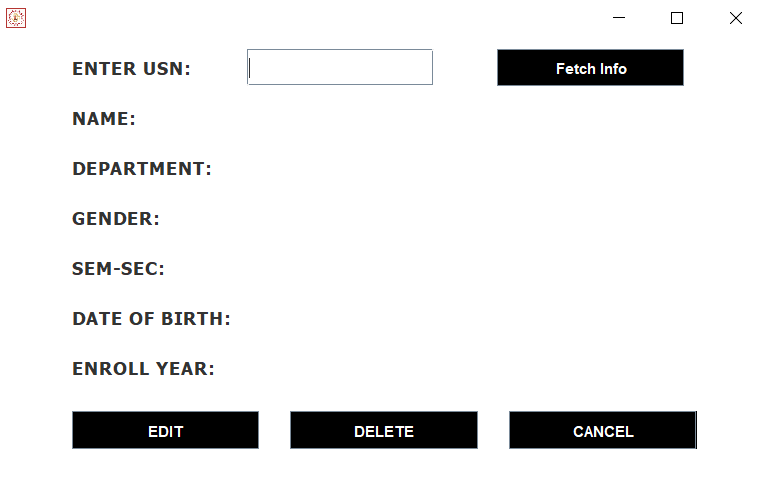 ENTER USN: Fetch Info
NAME:
DEPARTMENT:
GENDER:
SEM-SEC:
DATE OF BIRTH:
ENROLL YEAR:
EDIT DELETE CANCEL